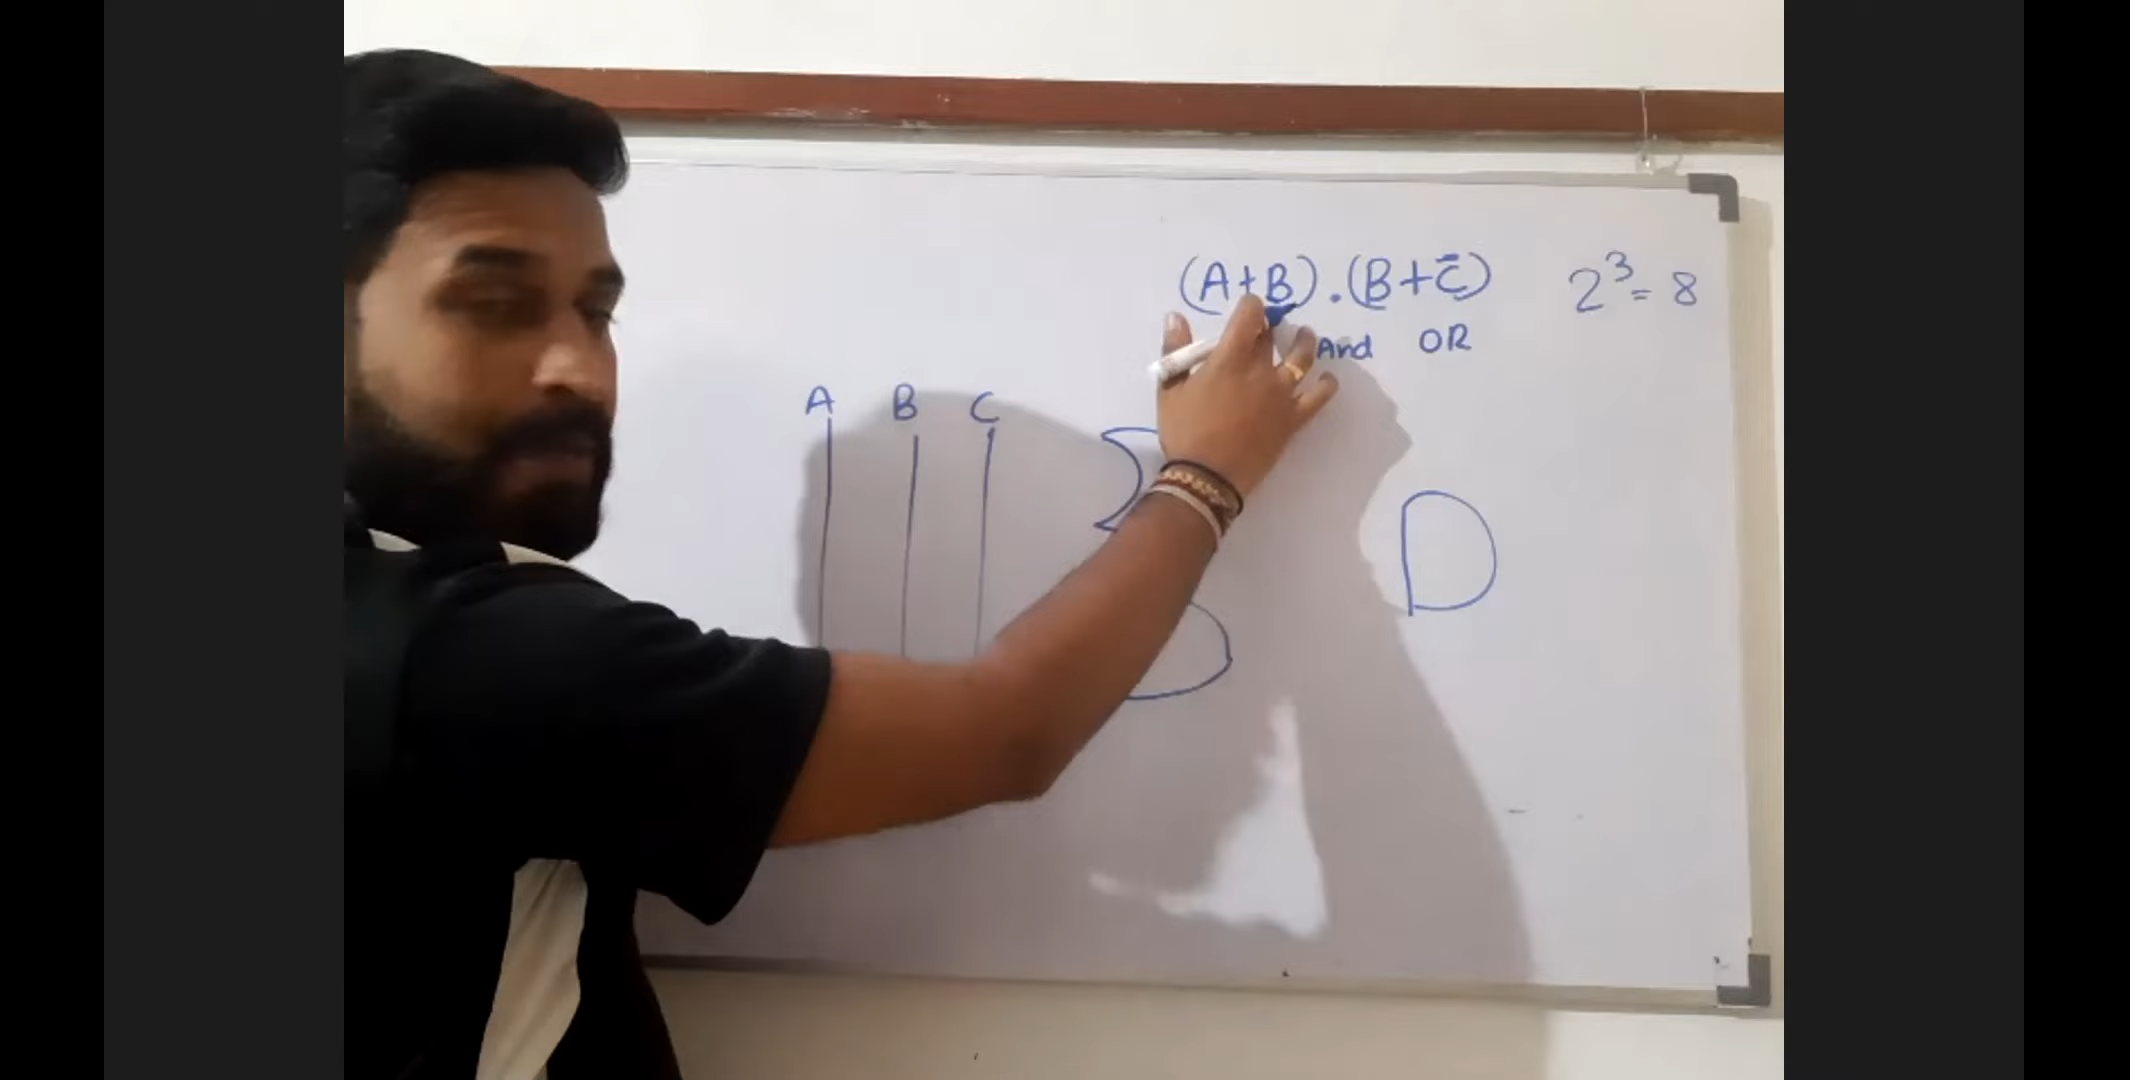 (A+B).(B+C̄) 2³= 8
And OR
A B C